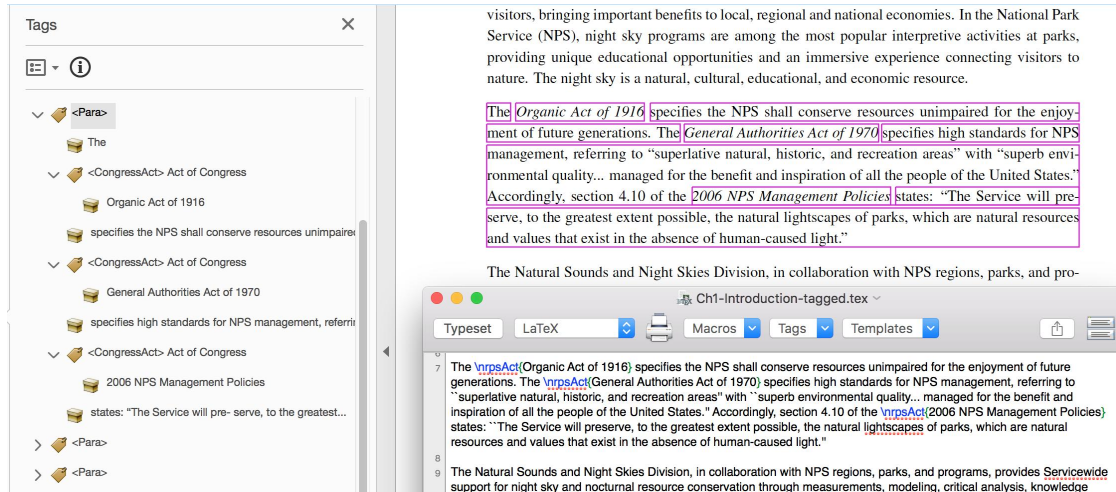 Tags
<Para>
The
<CongressAct> Act of Congress
Organic Act of 1916
specifies the NPS shall conserve resources unimpaire
<CongressAct> Act of Congress
General Authorities Act of 1970
specifies high standards for NPS management, referri
<CongressAct> Act of Congress
2006 NPS Management Policies
states: “The Service will pre- serve, to the greatest...
<Para>
<Para>
visitors, bringing important benefits to local, regional and national economies. In the National Park
Service (NPS), night sky programs are among the most popular interpretive activities at parks,
providing unique educational opportunities and an immersive experience connecting visitors to
nature. The night sky is a natural, cultural, educational, and economic resource.
The Organic Act of 1916 specifies the NPS shall conserve resources unimpaired for the enjoy-
ment of future generations. The General Authorities Act of 1970 specifies high standards for NPS
management, referring to “superlative natural, historic, and recreation areas” with “superb envi-
ronmental quality... managed for the benefit and inspiration of all the people of the United States.”
Accordingly, section 4.10 of the 2006 NPS Management Policies states: “The Service will pre-
serve, to the greatest extent possible, the natural lightscapes of parks, which are natural resources
and values that exist in the absence of human-caused light.”
The Natural Sounds and Night Skies Division, in collaboration with NPS regions, parks, and pro-
Ch1-Introduction-tagged.tex
Typeset LaTeX Macros Tags Templates
7 The \nrpsAct{Organic Act of 1916} specifies the NPS shall conserve resources unimpaired for the enjoyment of future
generations. The \nrpsAct{General Authorities Act of 1970} specifies high standards for NPS management, referring to
``superlative natural, historic, and recreation areas" with ``superb environmental quality... managed for the benefit and
inspiration of all the people of the United States." Accordingly, section 4.10 of the \nrpsAct{2006 NPS Management Policies}
states: ``The Service will preserve, to the greatest extent possible, the natural lightscapes of parks, which are natural
resources and values that exist in the absence of human-caused light."
8
9 The Natural Sounds and Night Skies Division, in collaboration with NPS regions, parks, and programs, provides Servicewide
support for night sky and nocturnal resource conservation through measurements, modeling, critical analysis, knowledge